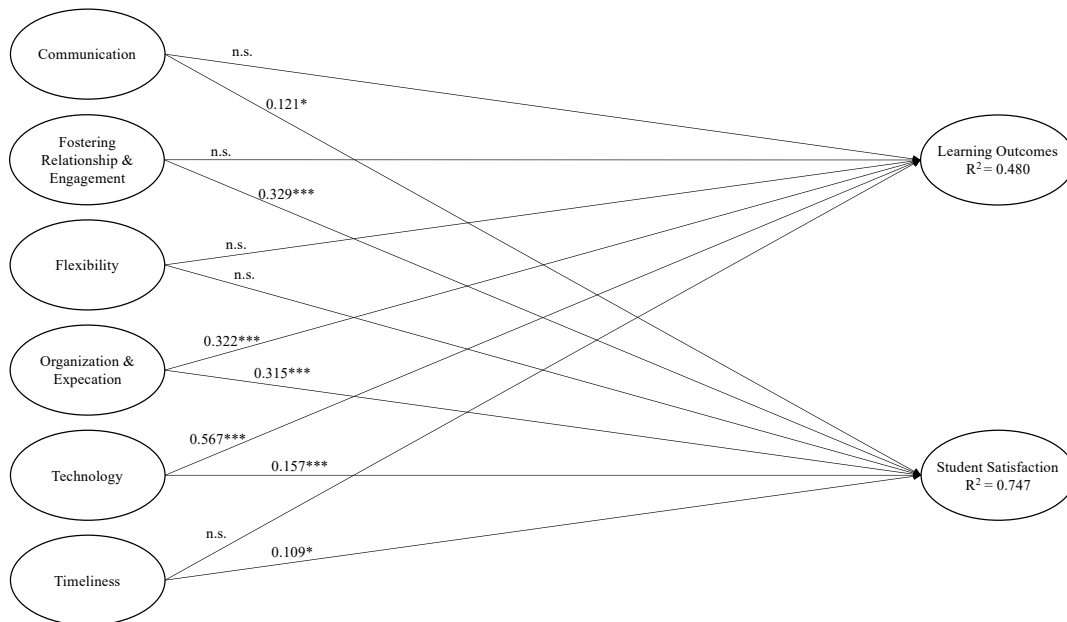 Communication
n.s.
0.121*
Fostering
Relationship &
Engagement
n.s.
0.329***
Learning Outcomes
R² = 0.480
Flexibility
n.s.
n.s.
Organization &
Expecation
0.322***
0.315***
Technology
0.567***
0.157***
Student Satisfaction
R² = 0.747
Timeliness
n.s.
0.109*